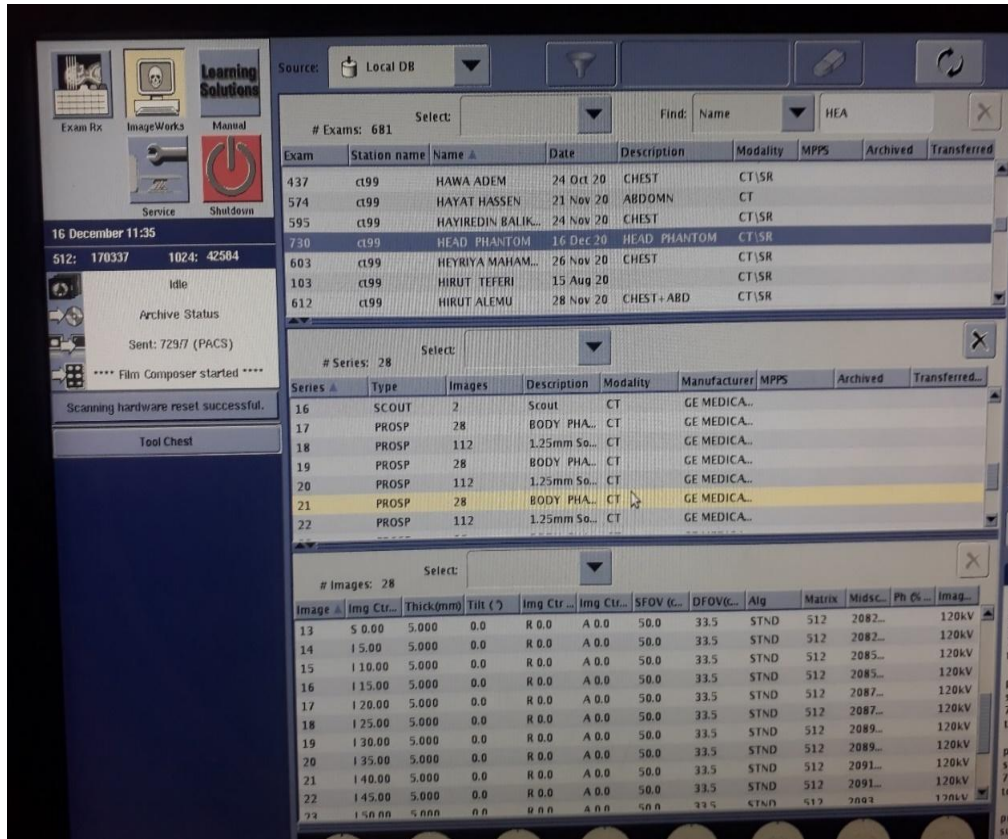 Source: Local DB
Learning Solutions
Exam Rx ImageWorks Manual
Service Shutdown
16 December 11:35
512: 170337 1024: 42584
Idle
Archive Status
Sent: 729/7 (PACS)
**** Film Composer started ****
Scanning hardware reset successful.
Tool Chest
# Exams: 681 Select: Find: Name HEA
Exam Station name Name Date Description Modality MPPS Archived Transferred
437 ct99 HAWA ADEM 24 Oct 20 CHEST CT\SR
574 ct99 HAYAT HASSEN 21 Nov 20 ABDOMN CT
595 ct99 HAYIREDIN BALIK... 24 Nov 20 CHEST CT\SR
730 ct99 HEAD PHANTOM 16 Dec 20 HEAD PHANTOM CT\SR
603 ct99 HEYRIYA MAHAM... 26 Nov 20 CHEST CT\SR
103 ct99 HIRUT TEFERI 15 Aug 20 CT\SR
612 ct99 HIRUT ALEMU 28 Nov 20 CHEST+ABD CT\SR
# Series: 28 Select:
Series Type Images Description Modality Manufacturer MPPS Archived Transferred...
16 SCOUT 2 Scout CT GE MEDICA...
17 PROSP 28 BODY PHA... CT GE MEDICA...
18 PROSP 112 1.25mm So... CT GE MEDICA...
19 PROSP 28 BODY PHA... CT GE MEDICA...
20 PROSP 112 1.25mm So... CT GE MEDICA...
21 PROSP 28 BODY PHA... CT GE MEDICA...
22 PROSP 112 1.25mm So... CT GE MEDICA...
# Images: 28 Select:
Image Img Ctr... Thick(mm) Tilt (°) Img Ctr... Img Ctr... SFOV (c... DFOV(c... Alg Matrix Midsc... Ph (% ... Imag...
13 S 0.00 5.000 0.0 R 0.0 A 0.0 50.0 33.5 STND 512 2082... 120kV
14 I 5.00 5.000 0.0 R 0.0 A 0.0 50.0 33.5 STND 512 2082... 120kV
15 I 10.00 5.000 0.0 R 0.0 A 0.0 50.0 33.5 STND 512 2085... 120kV
16 I 15.00 5.000 0.0 R 0.0 A 0.0 50.0 33.5 STND 512 2085... 120kV
17 I 20.00 5.000 0.0 R 0.0 A 0.0 50.0 33.5 STND 512 2087... 120kV
18 I 25.00 5.000 0.0 R 0.0 A 0.0 50.0 33.5 STND 512 2087... 120kV
19 I 30.00 5.000 0.0 R 0.0 A 0.0 50.0 33.5 STND 512 2089... 120kV
20 I 35.00 5.000 0.0 R 0.0 A 0.0 50.0 33.5 STND 512 2089... 120kV
21 I 40.00 5.000 0.0 R 0.0 A 0.0 50.0 33.5 STND 512 2091... 120kV
22 I 45.00 5.000 0.0 R 0.0 A 0.0 50.0 33.5 STND 512 2091... 120kV
23 I 50.00 5.000 0.0 R 0.0 A 0.0 50.0 33.5 STND 512 2093 120kV